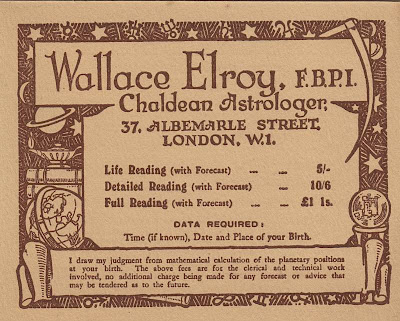 Wallace Elroy, F.B.P.I.
Chaldean Astrologer,
37, ALBEMARLE STREET,
LONDON, W.1.
Life Reading (with Forecast) ... ... 5/-
Detailed Reading (with Forecast) ... 10/6
Full Reading (with Forecast) ... ... £1 1s.
DATA REQUIRED:
Time (if known), Date and Place of your Birth.
I draw my judgment from mathematical calculation of the planetary positions
at your birth. The above fees are for the clerical and technical work
involved, no additional charge being made for any forecast or advice that
may be tendered as to the future.